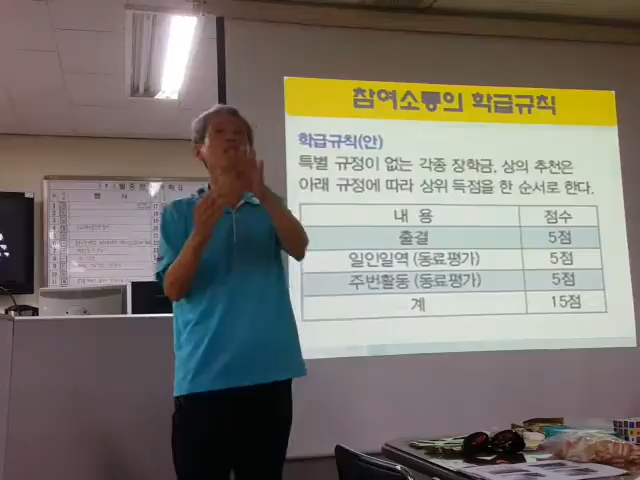 참여소통의 학급규칙
학급규칙(안)
특별 규정이 없는 각종 장학금, 상의 추천은
아래 규정에 따라 상위 득점을 한 순서로 한다.
내 용 점수
출결 5점
일인일역 (동료평가) 5점
주번활동 (동료평가) 5점
계 15점